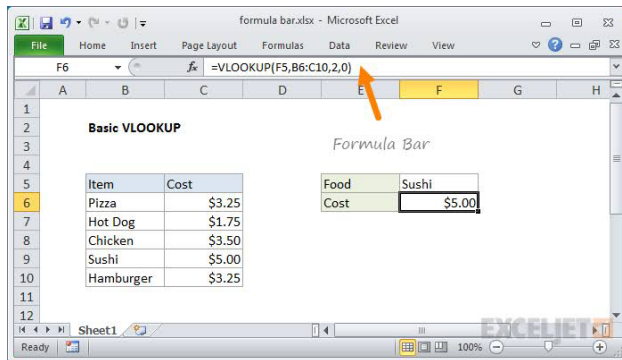 formula bar.xlsx - Microsoft Excel
File Home Insert Page Layout Formulas Data Review View
F6 fx =VLOOKUP(F5,B6:C10,2,0)
A B C D E F G H
1
2 Basic VLOOKUP
3 Formula Bar
4
5 Item Cost Food Sushi
6 Pizza $3.25 Cost $5.00
7 Hot Dog $1.75
8 Chicken $3.50
9 Sushi $5.00
10 Hamburger $3.25
11
12
Sheet1 EXCELJET
Ready 100%